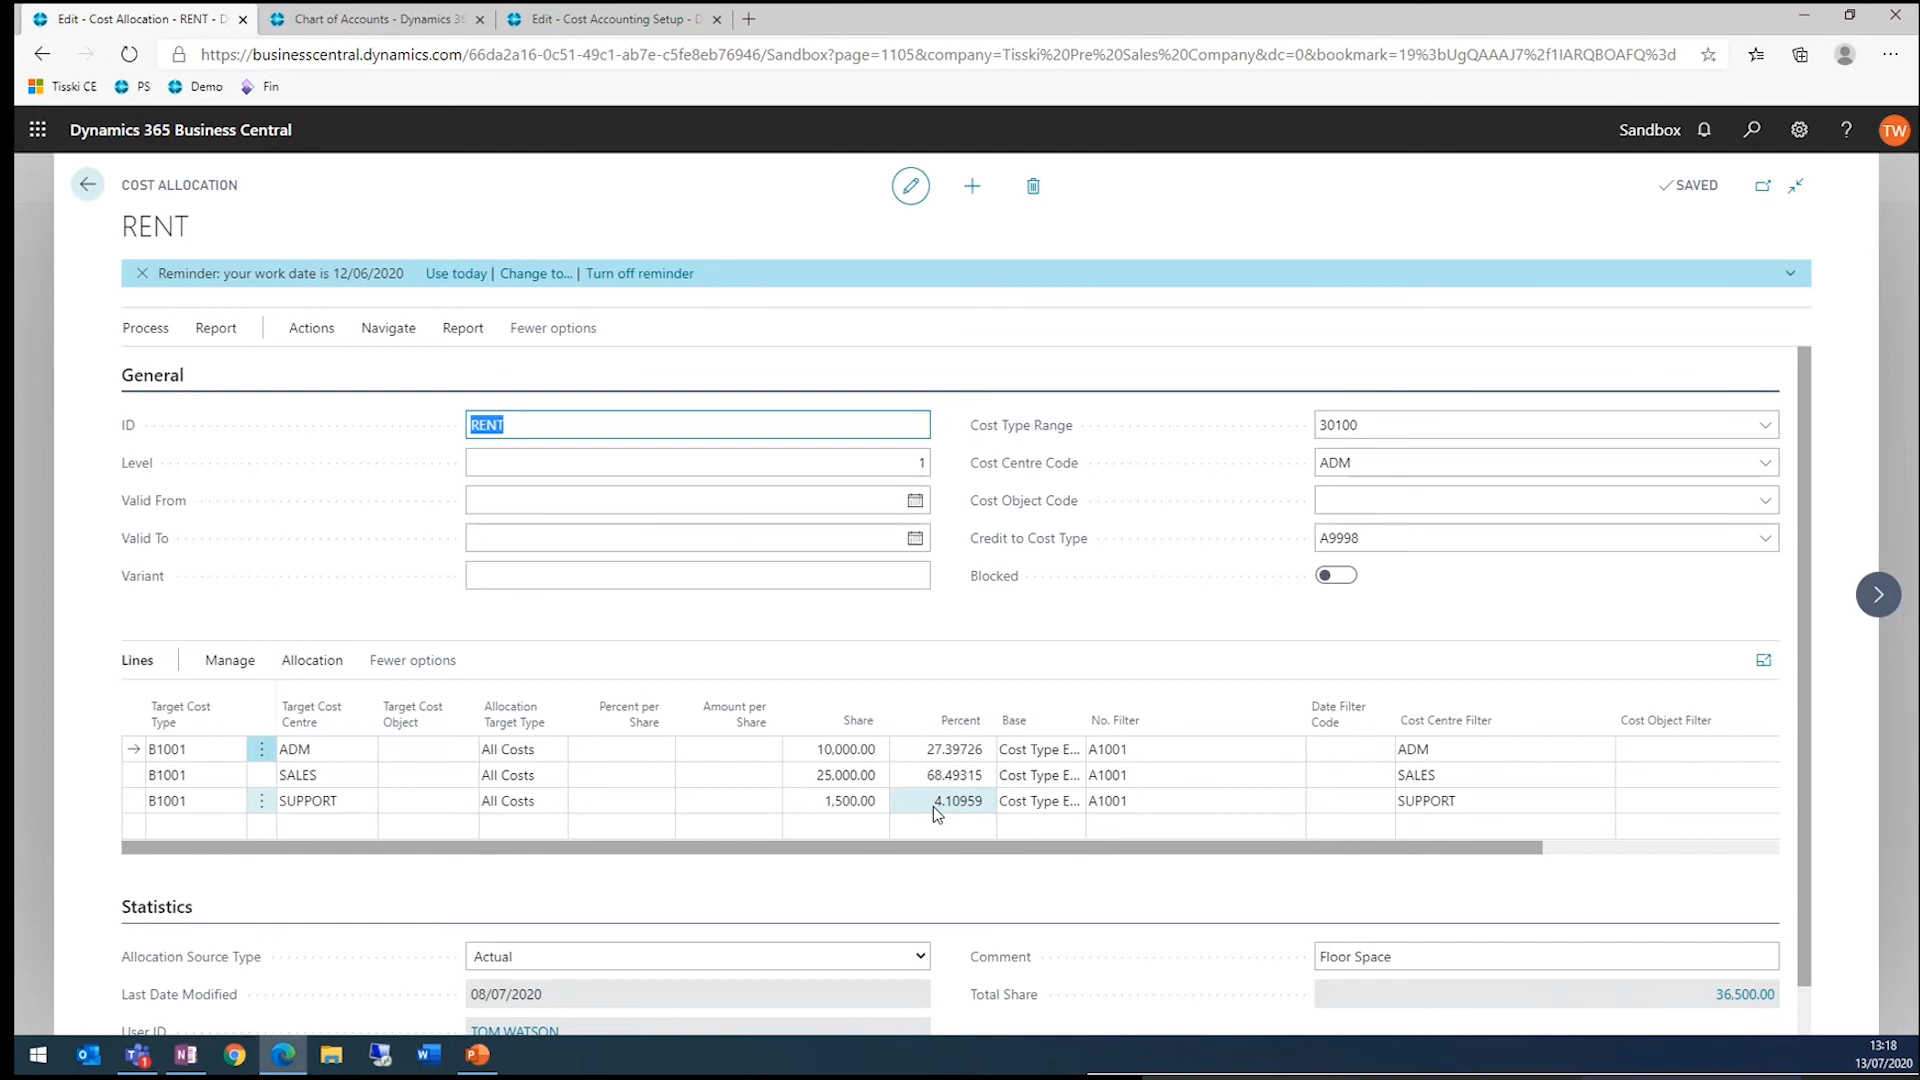 Edit - Cost Allocation - RENT - D
Chart of Accounts - Dynamics 36
Edit - Cost Accounting Setup - D
https://businesscentral.dynamics.com/66da2a16-0c51-49c1-ab7e-c5fe8eb76946/Sandbox?page=1105&company=Tisski%20Pre%20Sales%20Company&dc=0&bookmark=19%3bUgQAAAJ7%2f1IARQBOAFQ%3d
Tisski CE PS Demo Fin
Dynamics 365 Business Central
Sandbox ? TW
COST ALLOCATION
SAVED
RENT
Reminder: your work date is 12/06/2020 Use today | Change to... | Turn off reminder
Process Report Actions Navigate Report Fewer options
General
ID RENT Cost Type Range 30100
Level 1 Cost Centre Code ADM
Valid From Cost Object Code
Valid To Credit to Cost Type A9998
Variant Blocked
Lines Manage Allocation Fewer options
Target Cost Type Target Cost Centre Target Cost Object Allocation Target Type Percent per Share Amount per Share Share Percent Base No. Filter Date Filter Code Cost Centre Filter Cost Object Filter
B1001 ADM All Costs 10,000.00 27.39726 Cost Type E... A1001 ADM
B1001 SALES All Costs 25,000.00 68.49315 Cost Type E... A1001 SALES
B1001 SUPPORT All Costs 1,500.00 4.10959 Cost Type E... A1001 SUPPORT
Statistics
Allocation Source Type Actual Comment Floor Space
Last Date Modified 08/07/2020 Total Share 36,500.00
User ID TOM WATSON
13:18
13/07/2020